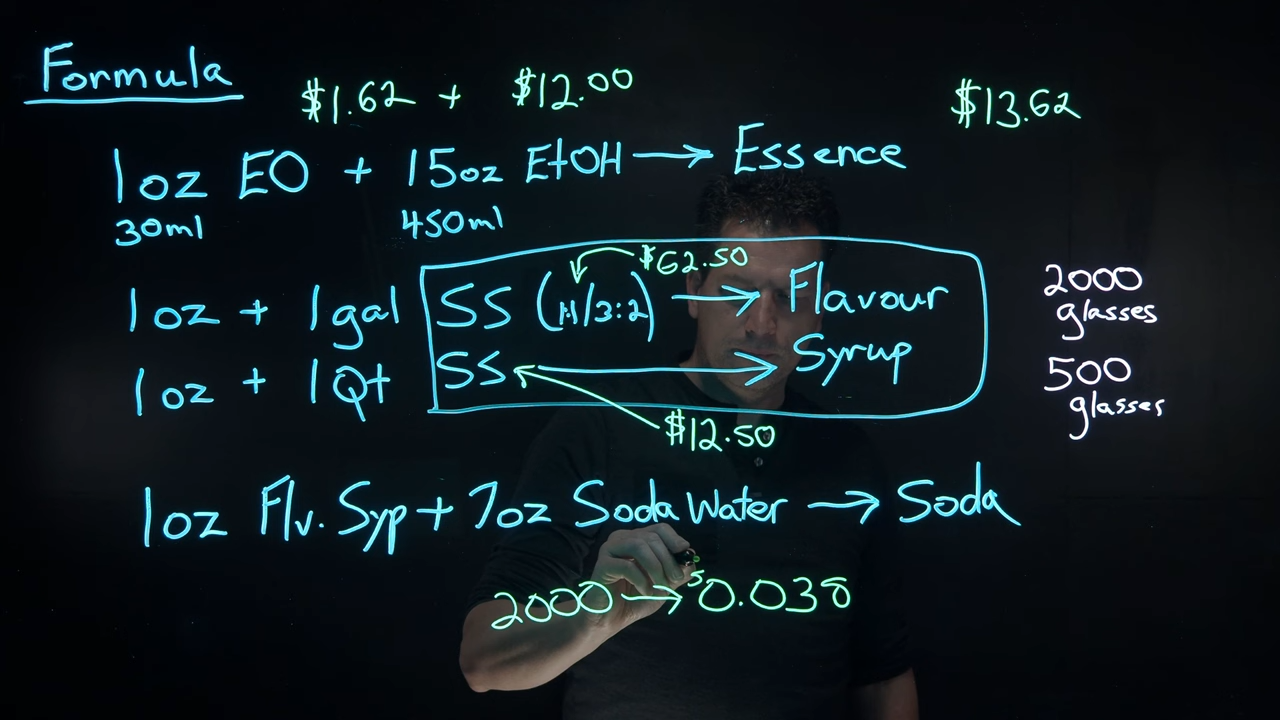 Formula
$1.62 + $12.00 $13.62
1oz EO + 15oz EtOH → Essence
30ml 450ml
$62.50
1oz + 1gal SS (1:1/3:2) → Flavour
2000
glasses
1oz + 1Qt SS → Syrup
500
glasses
$12.50
1oz Flv. Syp + 7oz Soda Water → Soda
2000 → $0.038